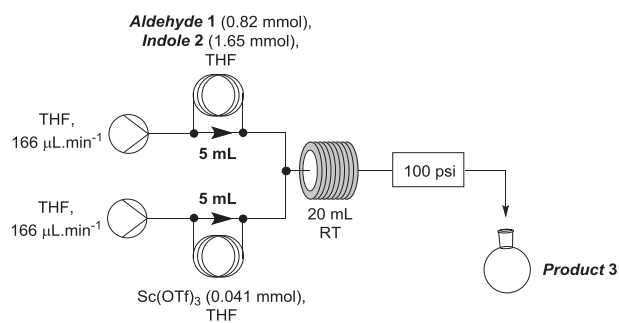 Aldehyde 1 (0.82 mmol),
Indole 2 (1.65 mmol),
THF
THF,
166 μL.min-1
5 mL
THF,
166 μL.min-1
5 mL
20 mL
RT
100 psi
Product 3
Sc(OTf)3 (0.041 mmol),
THF